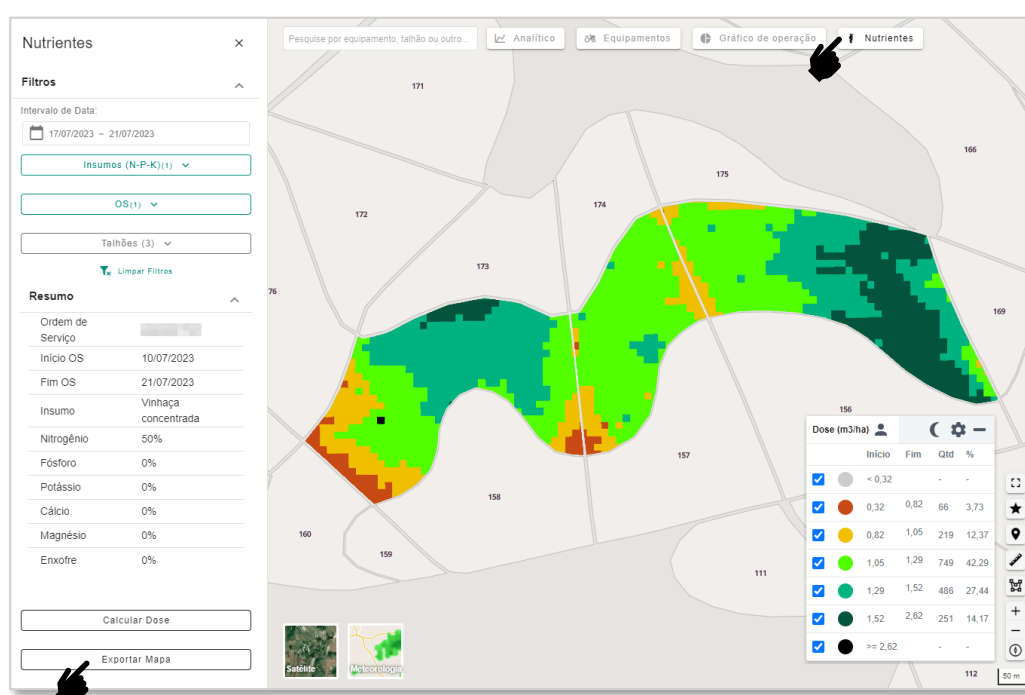 Nutrientes ×
Filtros
Intervalo de Data:
17/07/2023 ~ 21/07/2023
Insumos (N-P-K)(1)
OS(1)
Talhões (3)
Limpar Filtros
Resumo
Ordem de
Serviço
Início OS 10/07/2023
Fim OS 21/07/2023
Insumo Vinhaça
concentrada
Nitrogênio 50%
Fósforo 0%
Potássio 0%
Cálcio 0%
Magnésio 0%
Enxofre 0%
Calcular Dose
Exportar Mapa
Pesquise por equipamento, talhão ou outro...
Analítico
Equipamentos
Gráfico de operação
Nutrientes
171
166
175
174
172
173
76
169
156
157
158
160
159
111
112
Dose (m3/ha)
Início Fim Qtd %
< 0,32 - -
0,32 0,82 66 3,73
0,82 1,05 219 12,37
1,05 1,29 749 42,29
1,29 1,52 486 27,44
1,52 2,62 251 14,17
>= 2,62 - -
Satélite
Meteorologia
50 m